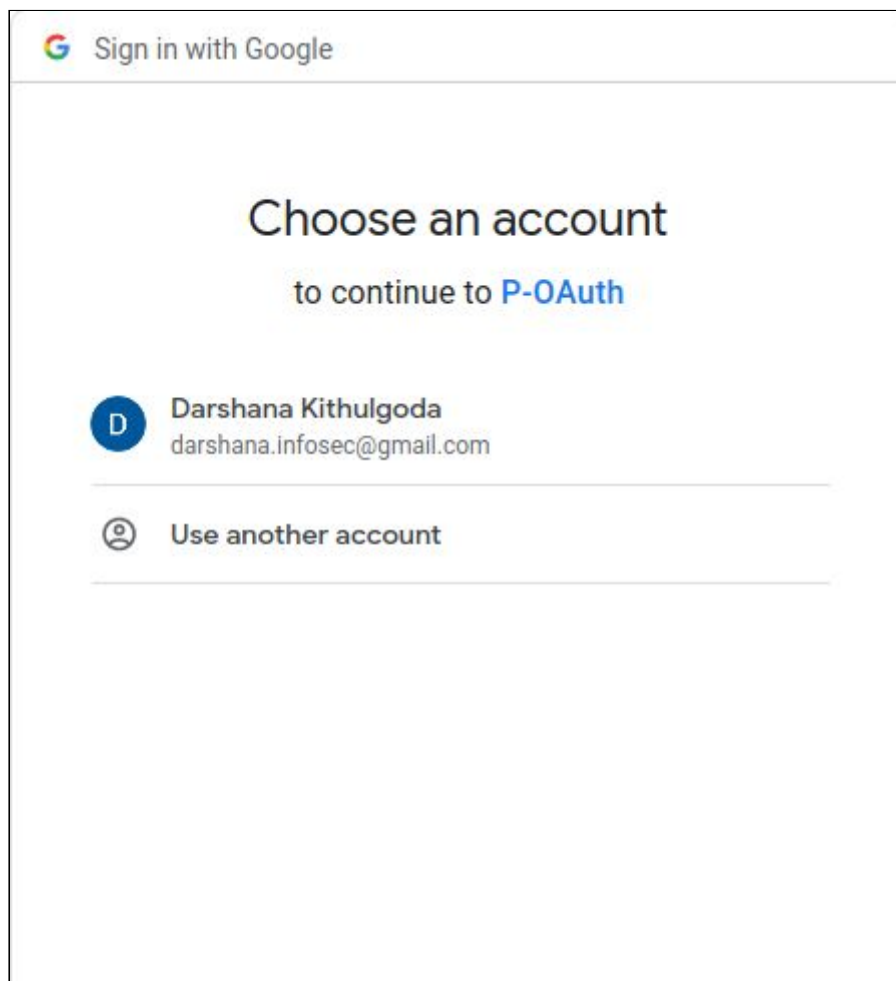 Sign in with Google
Choose an account
to continue to P-OAuth
D
Darshana Kithulgoda
darshana.infosec@gmail.com
Use another account